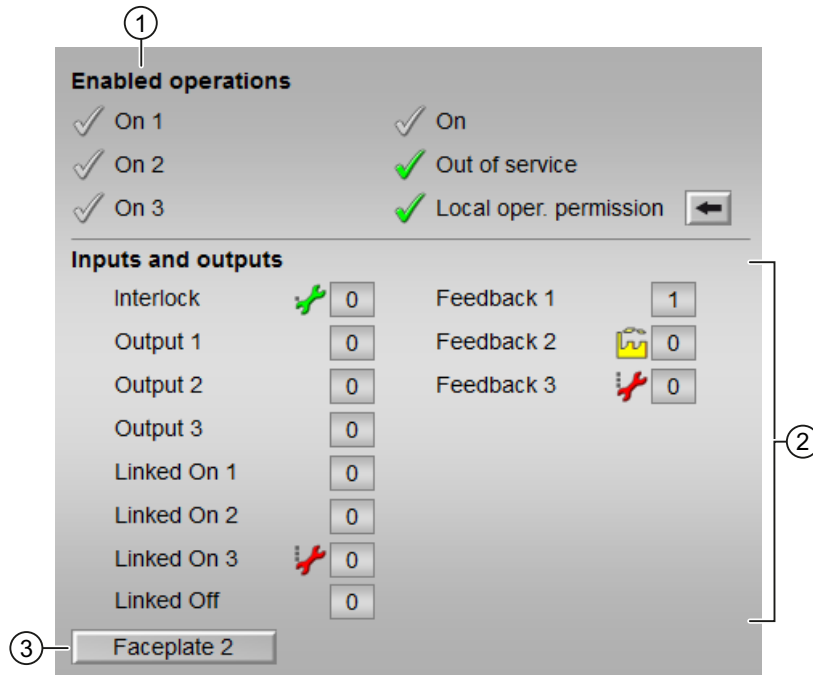 1
Enabled operations
On 1 On
On 2 Out of service
On 3 Local oper. permission
Inputs and outputs
Interlock 0 Feedback 1 1
Output 1 0 Feedback 2 0
Output 2 0 Feedback 3 0
Output 3 0
2
Linked On 1 0
Linked On 2 0
Linked On 3 0
Linked Off 0
3 Faceplate 2